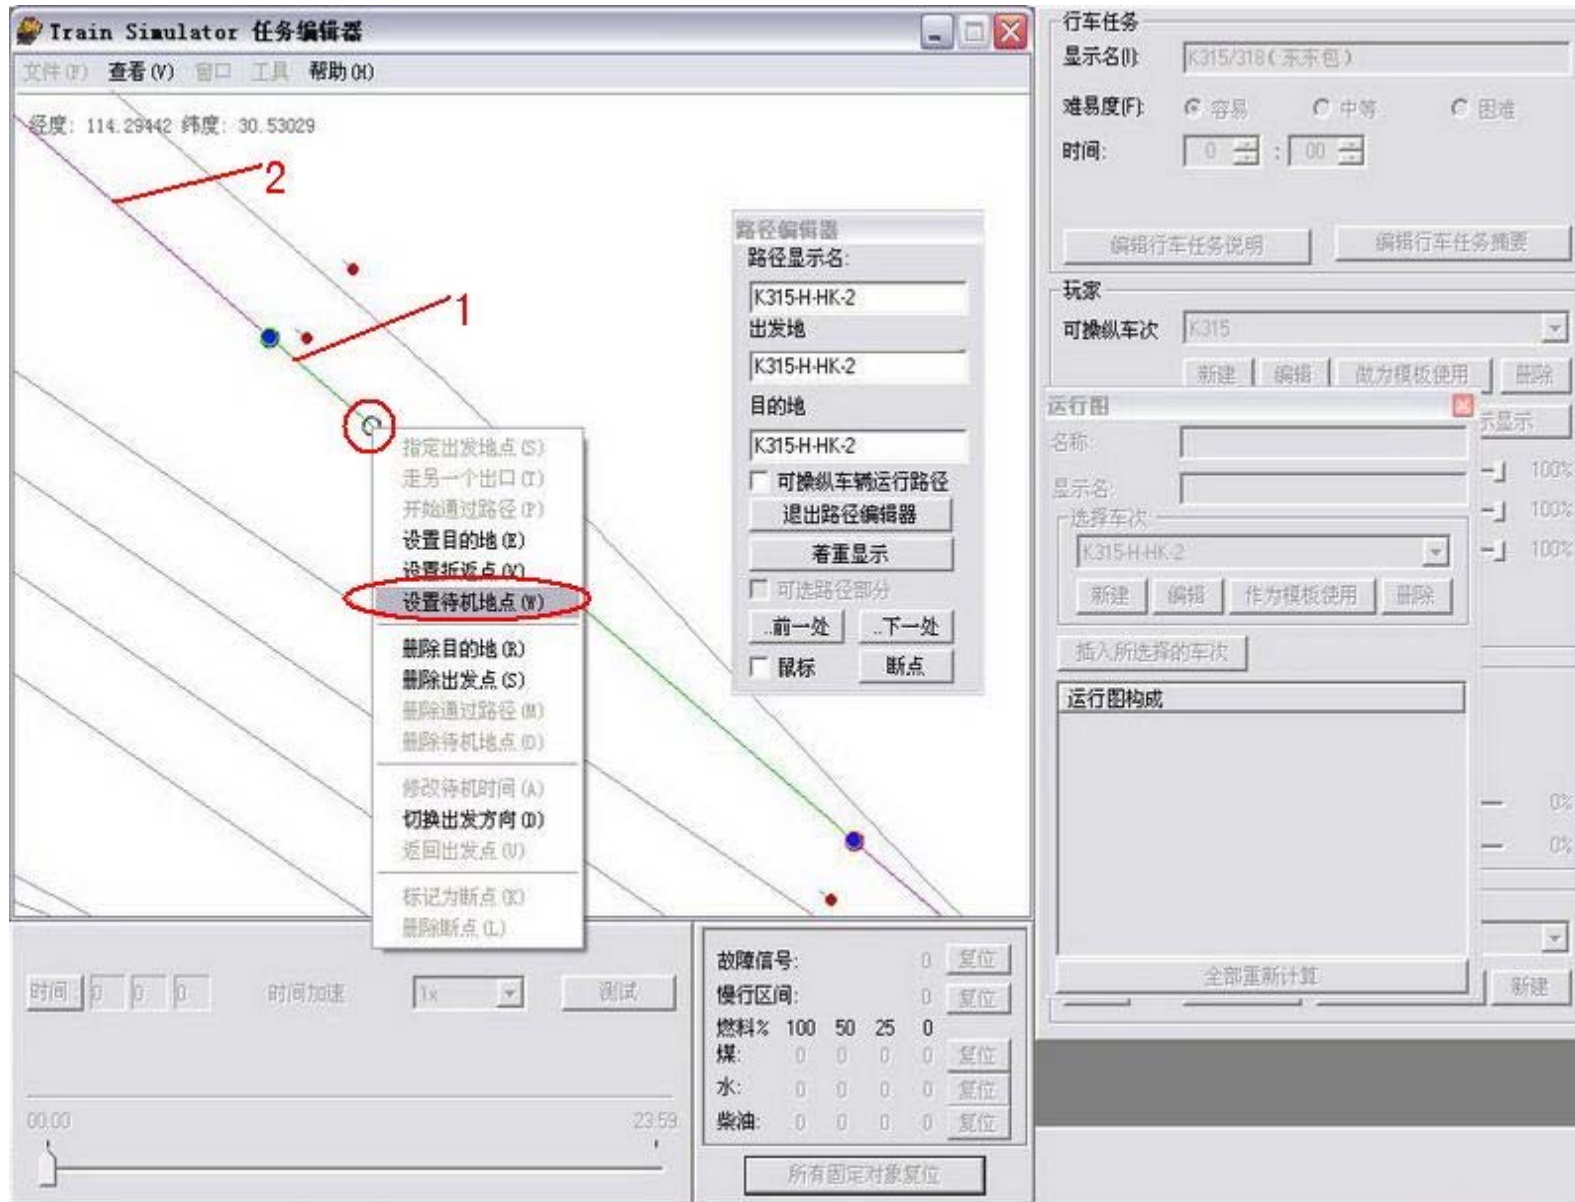 Train Simulator 任务编辑器
文件(F) 查看(V) 窗口 工具 帮助(H)
经度: 114.29442 纬度: 30.53029
2
1
指定出发地点(S)
走另一个出口(T)
开始通过路径(P)
设置目的地(E)
设置折返点(V)
设置待机地点(W)
删除目的地(R)
删除出发点(S)
删除通过路径(M)
删除待机地点(O)
修改待机时间(A)
切换出发方向(D)
返回出发点(U)
标记为断点(K)
删除断点(L)
路径编辑器
路径显示名:
K315-H-HK-2
出发地
K315-H-HK-2
目的地
K315-H-HK-2
可操纵车辆运行路径
退出路径编辑器
着重显示
可选路径部分
..前一处 ..下一处
鼠标 断点
时间 0 0 0 时间加速 1x 测试
00:00 23:59
故障信号: 0 复位
慢行区间: 0 复位
燃料% 100 50 25 0
煤: 0 0 0 0 复位
水: 0 0 0 0 复位
柴油: 0 0 0 0 复位
所有固定对象复位
行车任务
显示名(I): K315/318(东东包)
难易度(F): 容易 中等 困难
时间: 0 : 00
编辑行车任务说明 编辑行车任务摘要
玩家
可操纵车次 K315
新建 编辑 做为模板使用 删除
运行图
示显示
名称:
100%
显示名:
100%
选择车次
K315-H-HK-2
100%
新建 编辑 作为模板使用 删除
插入所选择的车次
运行图构成
0%
0%
全部重新计算
新建